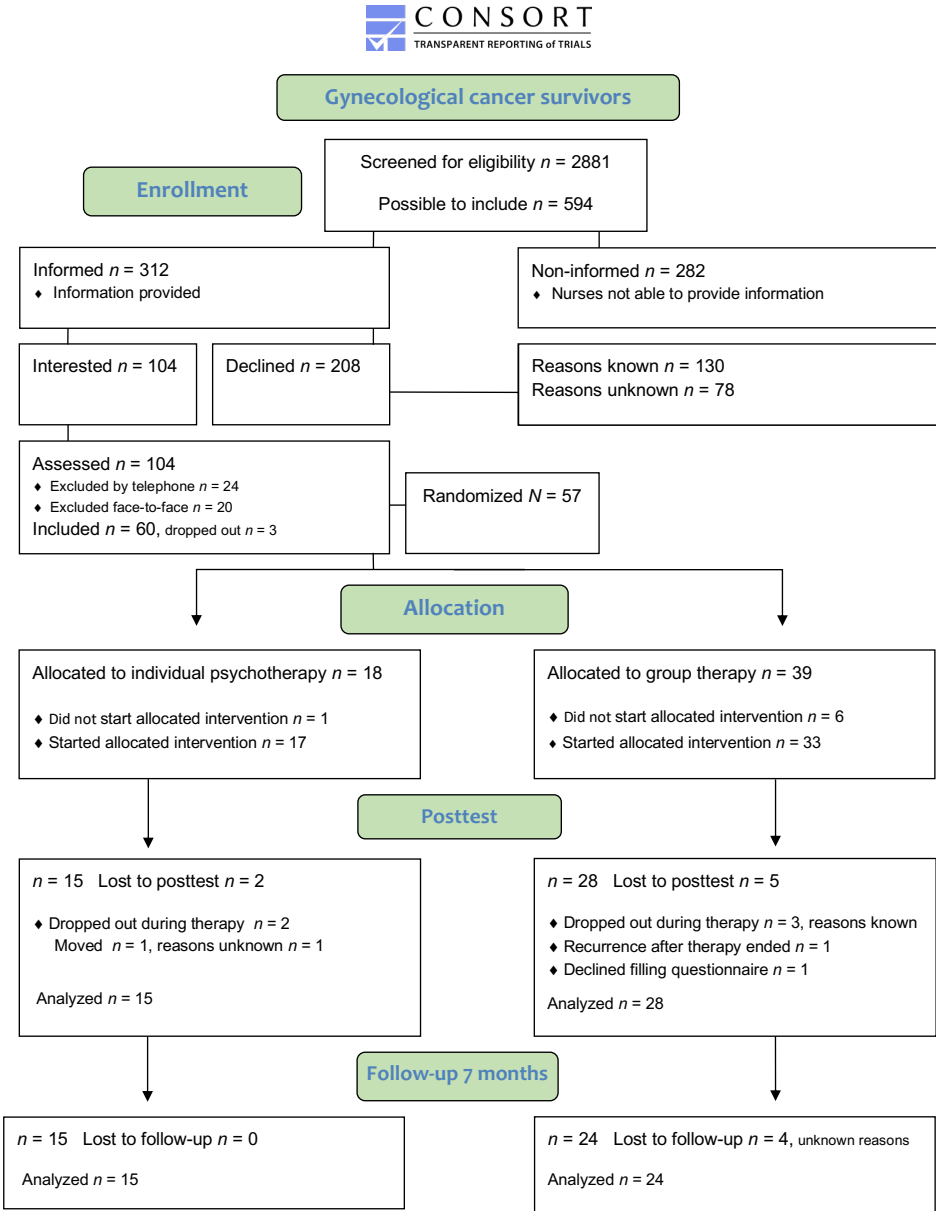 CONSORT
TRANSPARENT REPORTING of TRIALS
Gynecological cancer survivors
Screened for eligibility n = 2881
Possible to include n = 594
Enrollment
Informed n = 312
♦ Information provided
Non-informed n = 282
♦ Nurses not able to provide information
Interested n = 104
Declined n = 208
Reasons known n = 130
Reasons unknown n = 78
Assessed n = 104
♦ Excluded by telephone n = 24
♦ Excluded face-to-face n = 20
Included n = 60, dropped out n = 3
Randomized N = 57
Allocation
Allocated to individual psychotherapy n = 18
♦ Did not start allocated intervention n = 1
♦ Started allocated intervention n = 17
Allocated to group therapy n = 39
♦ Did not start allocated intervention n = 6
♦ Started allocated intervention n = 33
Posttest
n = 15 Lost to posttest n = 2
♦ Dropped out during therapy n = 2
Moved n = 1, reasons unknown n = 1
Analyzed n = 15
n = 28 Lost to posttest n = 5
♦ Dropped out during therapy n = 3, reasons known
♦ Recurrence after therapy ended n = 1
♦ Declined filling questionnaire n = 1
Analyzed n = 28
Follow-up 7 months
n = 15 Lost to follow-up n = 0
Analyzed n = 15
n = 24 Lost to follow-up n = 4, unknown reasons
Analyzed n = 24